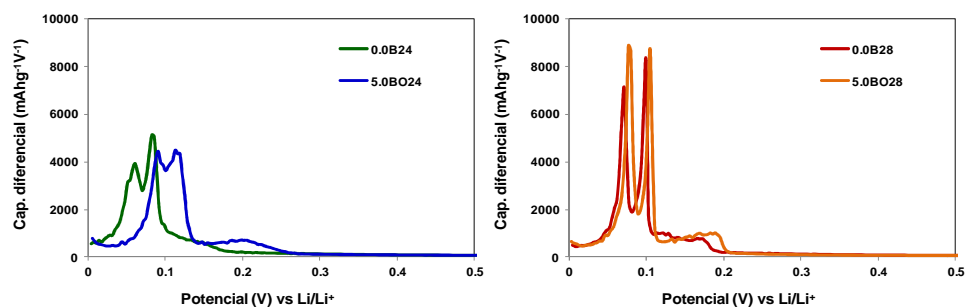 Cap. diferencial (mAhg⁻¹V⁻¹)
10000
8000
6000
4000
2000
0
0.0B24
5.0BO24
0 0.1 0.2 0.3 0.4 0.5
Potencial (V) vs Li/Li⁺
Cap. diferencial (mAhg⁻¹V⁻¹)
10000
8000
6000
4000
2000
0
0.0B28
5.0BO28
0 0.1 0.2 0.3 0.4 0.5
Potencial (V) vs Li/Li⁺